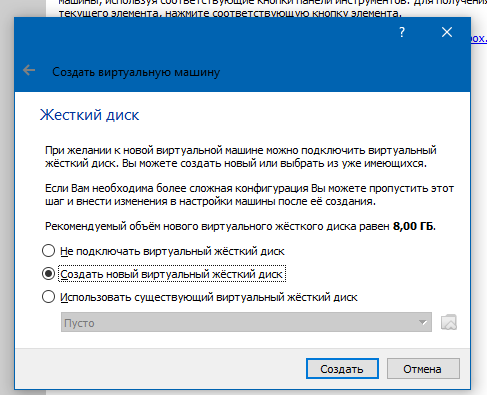 машины, используя соответствующие кнопки панели инструментов. Для получения
текущего элемента, нажмите соответствующую кнопку элемента.
?
box.
Создать виртуальную машину
Жесткий диск
При желании к новой виртуальной машине можно подключить виртуальный
жёсткий диск. Вы можете создать новый или выбрать из уже имеющихся.
Если Вам необходима более сложная конфигурация Вы можете пропустить этот
шаг и внести изменения в настройки машины после её создания.
Рекомендуемый объём нового виртуального жёсткого диска равен 8,00 ГБ.
Не подключать виртуальный жёсткий диск
Создать новый виртуальный жёсткий диск
Использовать существующий виртуальный жёсткий диск
Пусто
Создать
Отмена